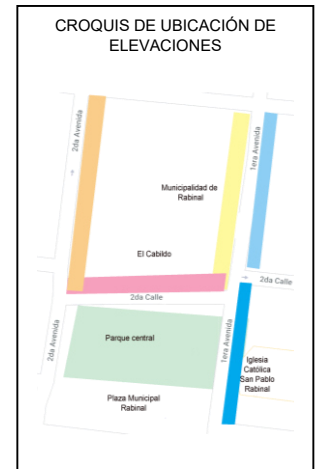 CROQUIS DE UBICACIÓN DE
ELEVACIONES
2da Avenida
1era Avenida
Municipalidad de
Rabinal
El Cabildo
2da Calle
2da Calle
2da Avenida
Parque central
1era Avenida
Iglesia
Católica
San Pablo
Rabinal
Plaza Municipal
Rabinal